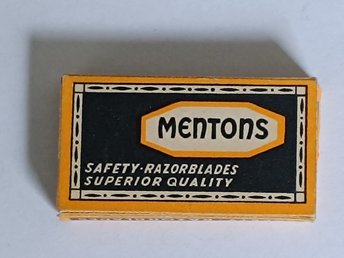 MENTONS
SAFETY·RAZORBLADES
SUPERIOR QUALITY